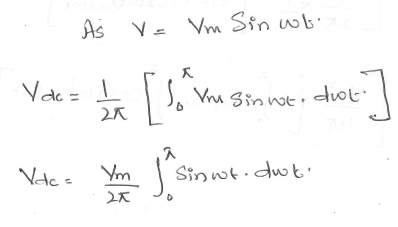 As V = Vm Sin ωt.
Vdc = 1/2π [ ∫₀^π Vm Sin ωt . dωt. ]
Vdc = Vm/2π ∫₀^π Sin ωt . dωt.